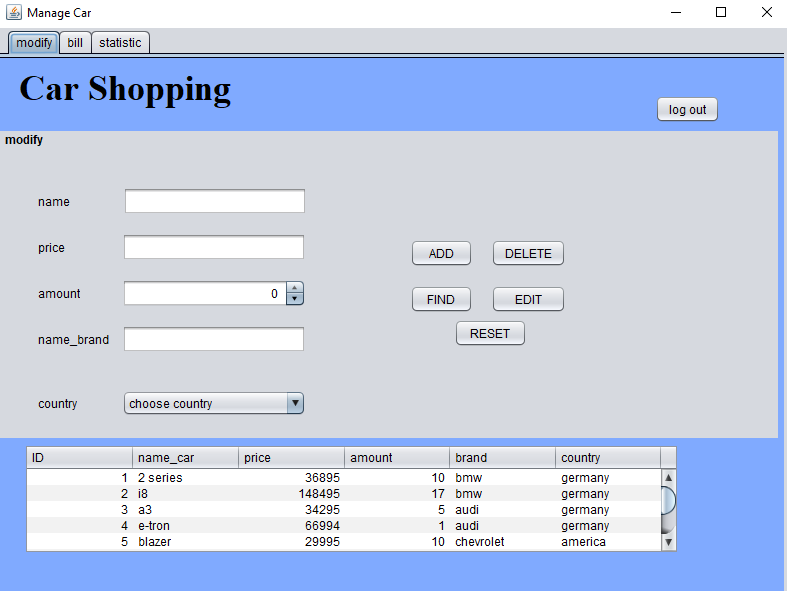 Manage Car
modify bill statistic
Car Shopping
log out
modify
name
price
ADD DELETE
amount 0
FIND EDIT
RESET
name_brand
country choose country
ID name_car price amount brand country
1 2 series 36895 10 bmw germany
2 i8 148495 17 bmw germany
3 a3 34295 5 audi germany
4 e-tron 66994 1 audi germany
5 blazer 29995 10 chevrolet america